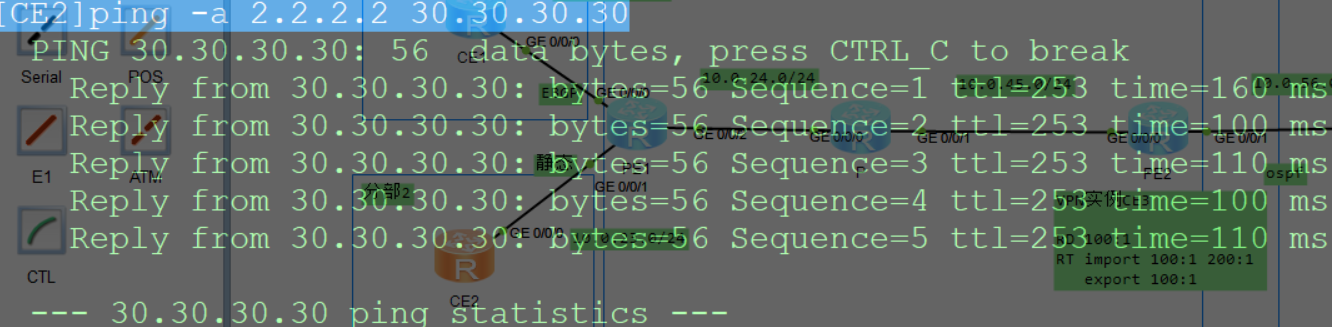 [CE2]ping -a 2.2.2.2 30.30.30.30
PING 30.30.30.30: 56 data bytes, press CTRL_C to break
Reply from 30.30.30.30: bytes=56 Sequence=1 ttl=253 time=160 ms
Reply from 30.30.30.30: bytes=56 Sequence=2 ttl=253 time=100 ms
Reply from 30.30.30.30: bytes=56 Sequence=3 ttl=253 time=110 ms
Reply from 30.30.30.30: bytes=56 Sequence=4 ttl=253 time=100 ms
Reply from 30.30.30.30: bytes=56 Sequence=5 ttl=253 time=110 ms
--- 30.30.30.30 ping statistics ---
Serial
POS
E1
ATM
CTL
CE1
GE 0/0/0
EBGP
GE 0/0/0
10.0.24.0/24
10.0.45.0/24
PE1
GE 0/0/2
GE 0/0/0
P
GE 0/0/1
GE 0/0/0
PE2
GE 0/0/1
静态
GE 0/0/1
分部2
GE 0/0/0
CE2
ospf
VPN实例CE3
RD 100:1
RT import 100:1 200:1
export 100:1